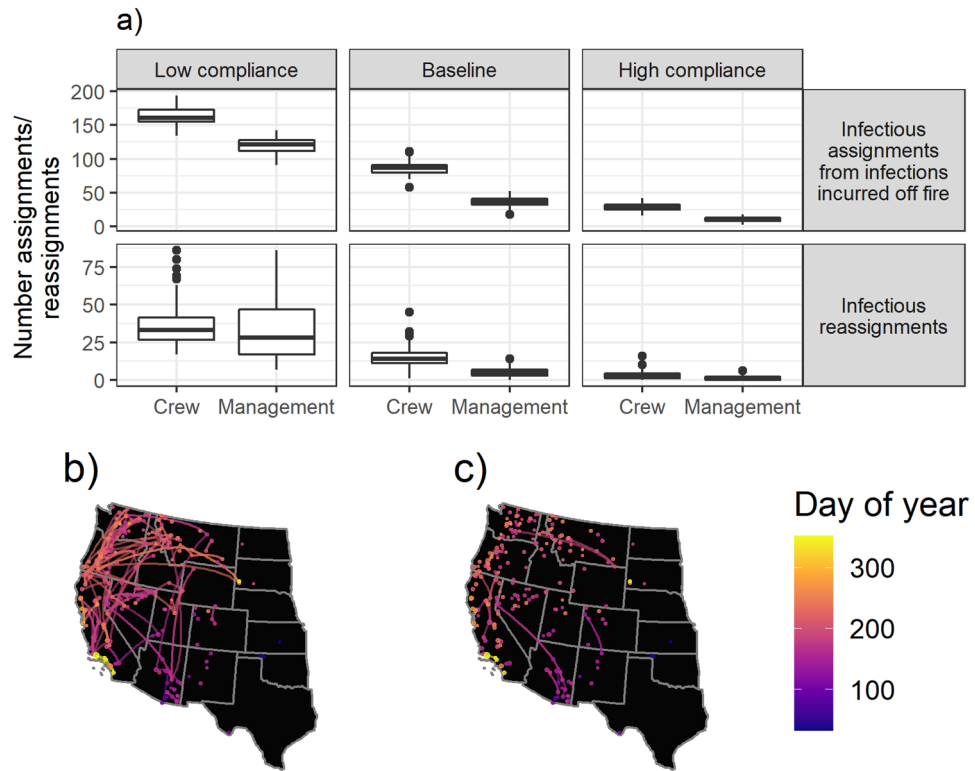 a)
Low compliance
Baseline
High compliance
Number assignments/
reassignments
200
150
100
50
0
Infectious
assignments
from infections
incurred off fire
75
50
25
0
Infectious
reassignments
Crew
Management
Crew
Management
Crew
Management
b)
c)
Day of year
300
200
100